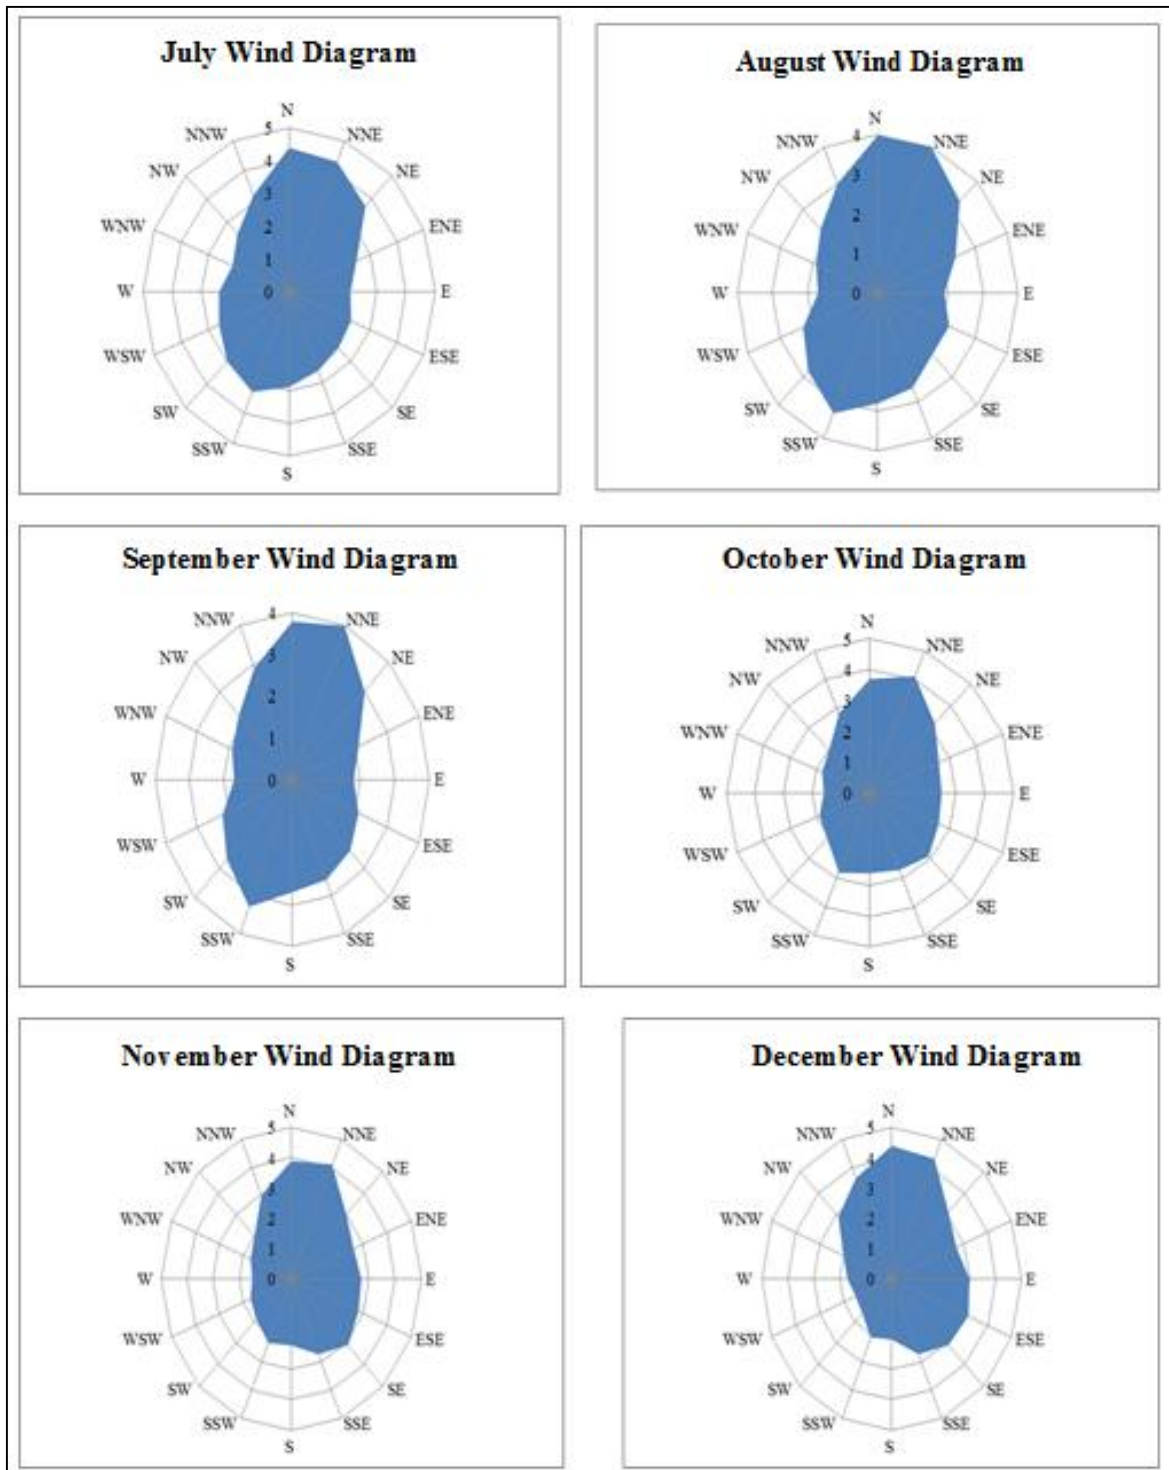 July Wind Diagram
N
NNE
NE
ENE
E
ESE
SE
SSE
S
SSW
SW
WSW
W
WNW
NW
NNW
5
4
3
2
1
0
August Wind Diagram
N
NNE
NE
ENE
E
ESE
SE
SSE
S
SSW
SW
WSW
W
WNW
NW
NNW
4
3
2
1
0
September Wind Diagram
NNE
NE
ENE
E
ESE
SE
SSE
S
SSW
SW
WSW
W
WNW
NW
NNW
4
3
2
1
0
October Wind Diagram
N
NNE
NE
ENE
E
ESE
SE
SSE
S
SSW
SW
WSW
W
WNW
NW
NNW
5
4
3
2
1
0
November Wind Diagram
N
NNE
NE
ENE
E
ESE
SE
SSE
S
SSW
SW
WSW
W
WNW
NW
NNW
5
4
3
2
1
0
December Wind Diagram
N
NNE
NE
ENE
E
ESE
SE
SSE
S
SSW
SW
WSW
W
WNW
NW
NNW
5
4
3
2
1
0